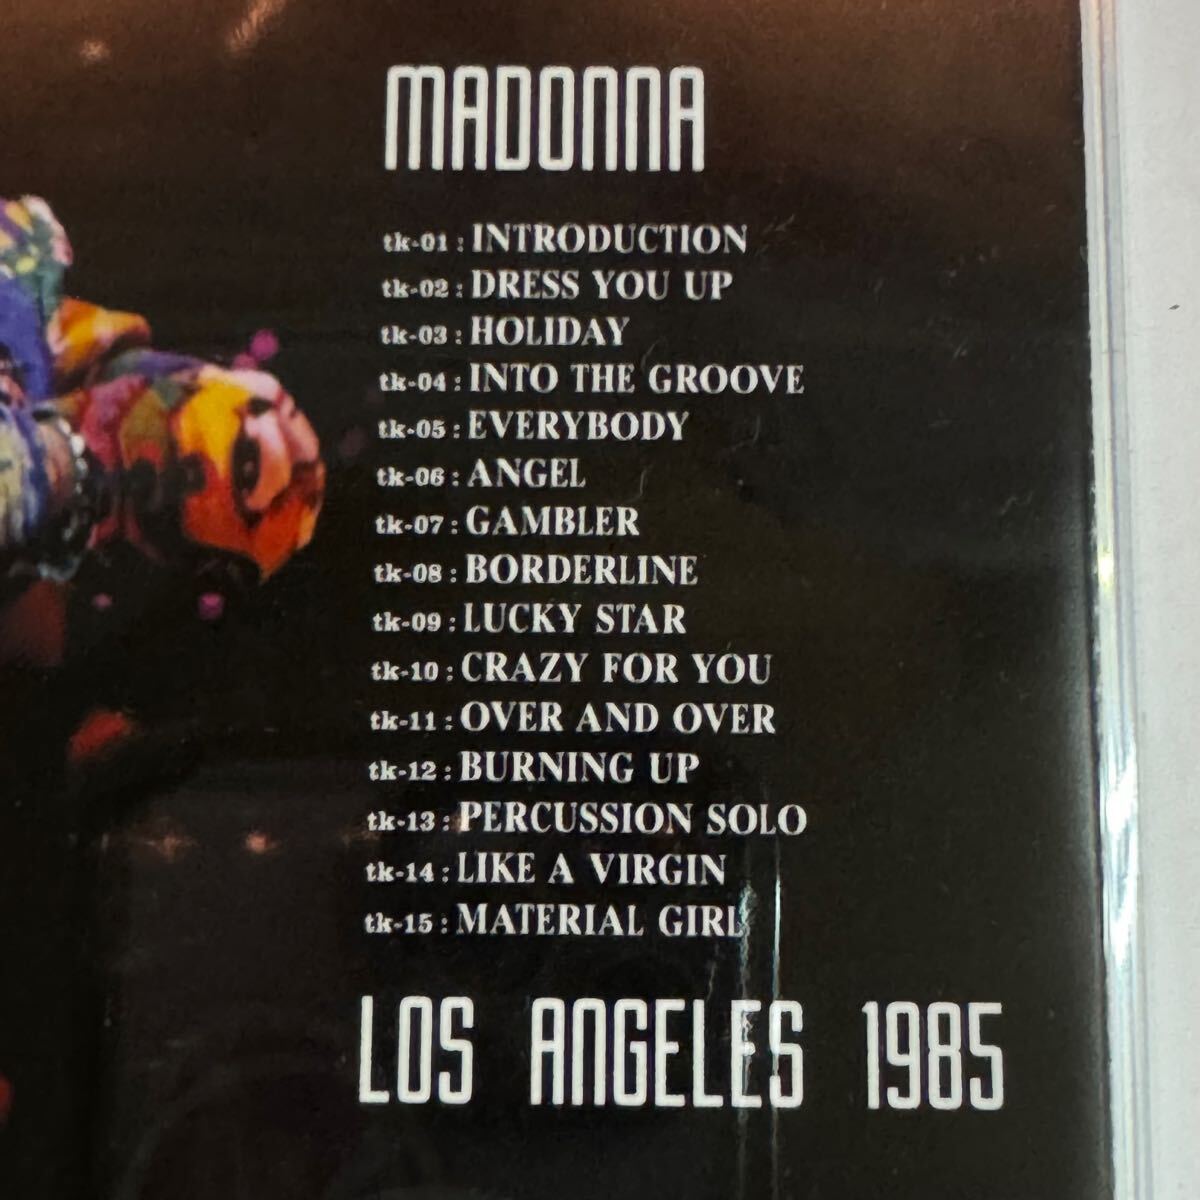 MADONNA
tk-01 : INTRODUCTION
tk-02 : DRESS YOU UP
tk-03 : HOLIDAY
tk-04 : INTO THE GROOVE
tk-05 : EVERYBODY
tk-06 : ANGEL
tk-07 : GAMBLER
tk-08 : BORDERLINE
tk-09 : LUCKY STAR
tk-10 : CRAZY FOR YOU
tk-11 : OVER AND OVER
tk-12 : BURNING UP
tk-13 : PERCUSSION SOLO
tk-14 : LIKE A VIRGIN
tk-15 : MATERIAL GIRL
LOS ANGELES 1985